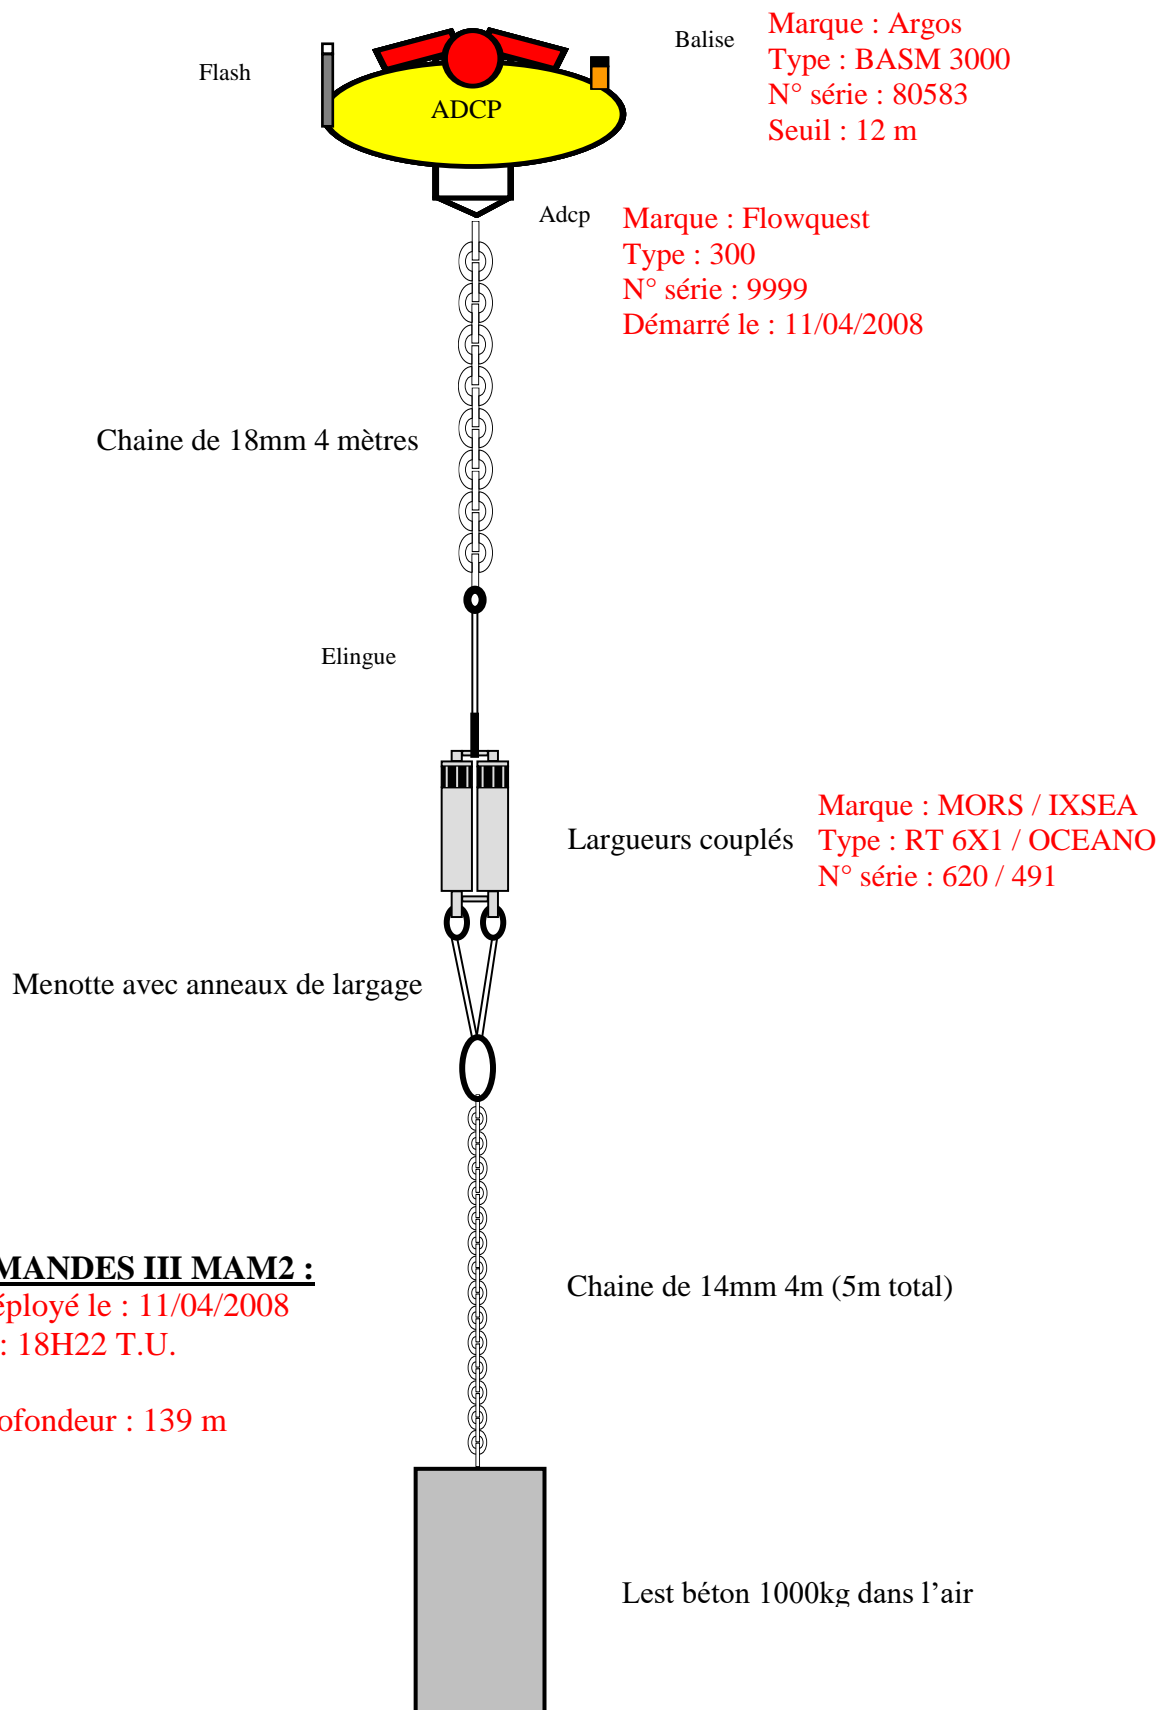 Flash
ADCP
Balise
Marque : Argos
Type : BASM 3000
N° série : 80583
Seuil : 12 m
Adcp
Marque : Flowquest
Type : 300
N° série : 9999
Démarré le : 11/04/2008
Chaine de 18mm 4 mètres
Elingue
Largueurs couplés
Marque : MORS / IXSEA
Type : RT 6X1 / OCEANO
N° série : 620 / 491
Menotte avec anneaux de largage
MANDES III MAM2 :
éployé le : 11/04/2008
: 18H22 T.U.
ofondeur : 139 m
Chaine de 14mm 4m (5m total)
Lest béton 1000kg dans l’air